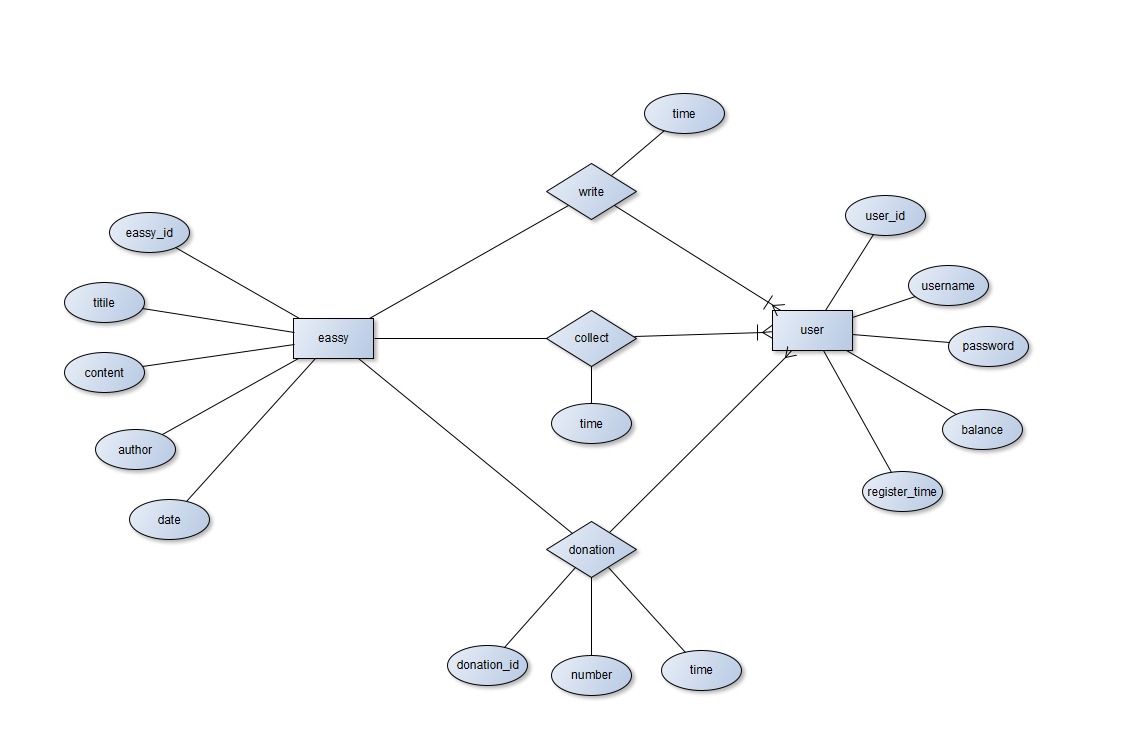 time
write
user_id
eassy_id
username
titile
eassy
collect
user
password
content
time
balance
author
register_time
date
donation
donation_id
number
time